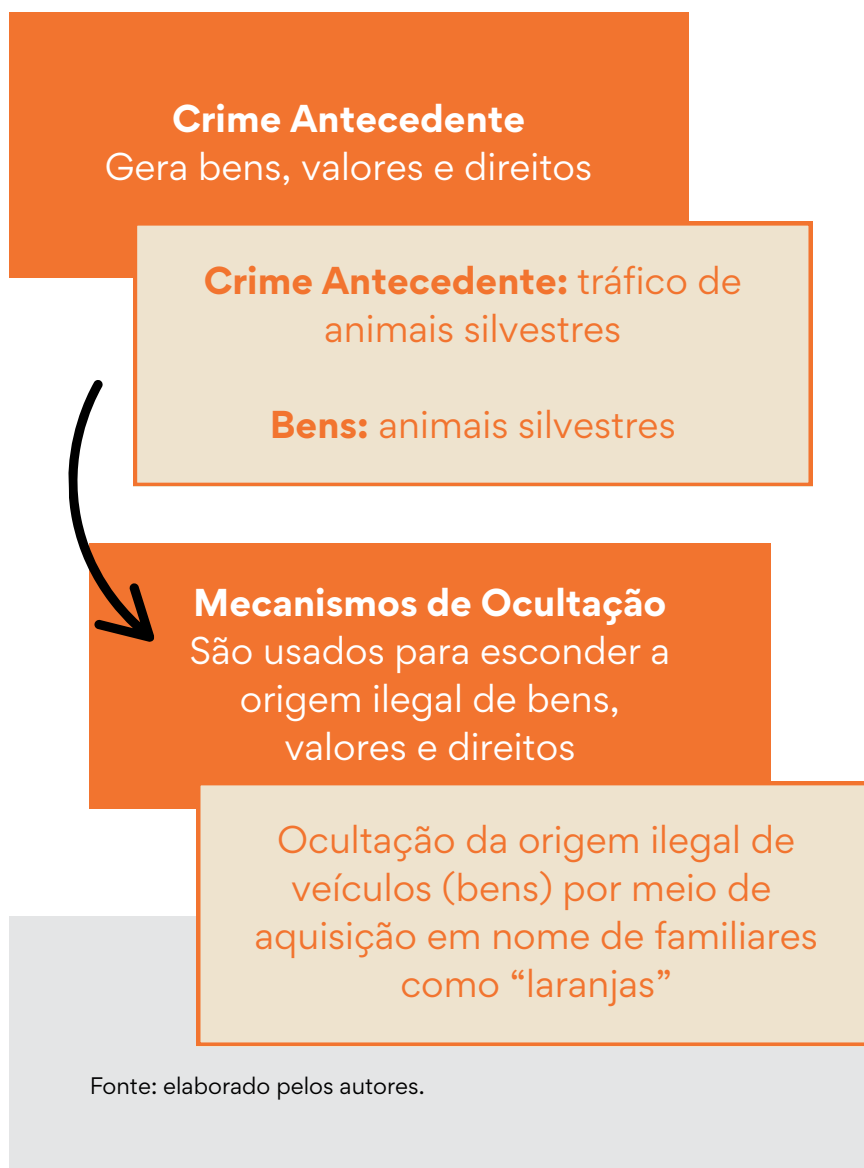 Crime Antecedente
Gera bens, valores e direitos
Crime Antecedente: tráfico de
animais silvestres
Bens: animais silvestres
Mecanismos de Ocultação
São usados para esconder a
origem ilegal de bens,
valores e direitos
Ocultação da origem ilegal de
veículos (bens) por meio de
aquisição em nome de familiares
como “laranjas”
Fonte: elaborado pelos autores.